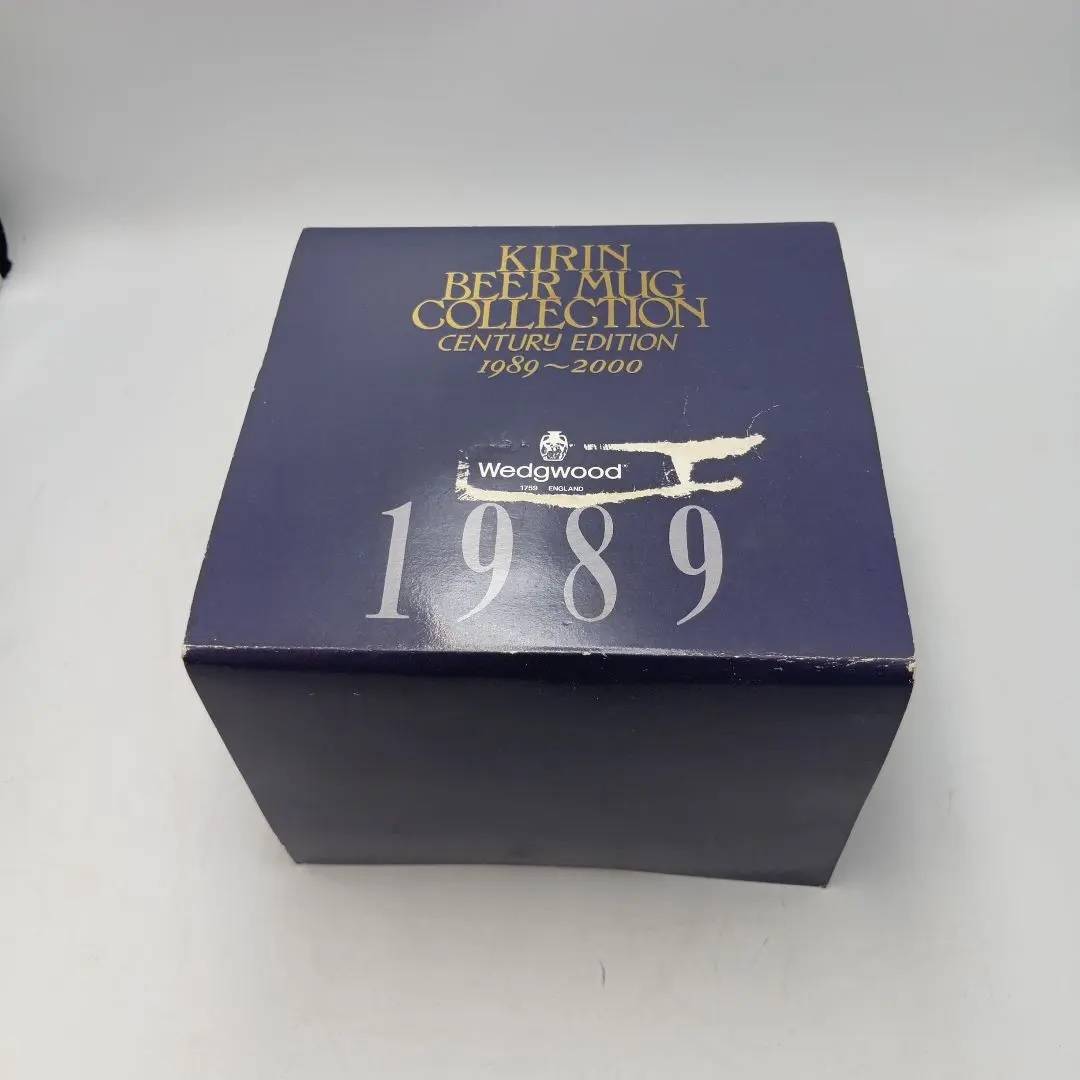 KIRIN
BEER MUG
COLLECTION
CENTURY EDITION
1989~2000
Wedgwood
1759 ENGLAND
1989